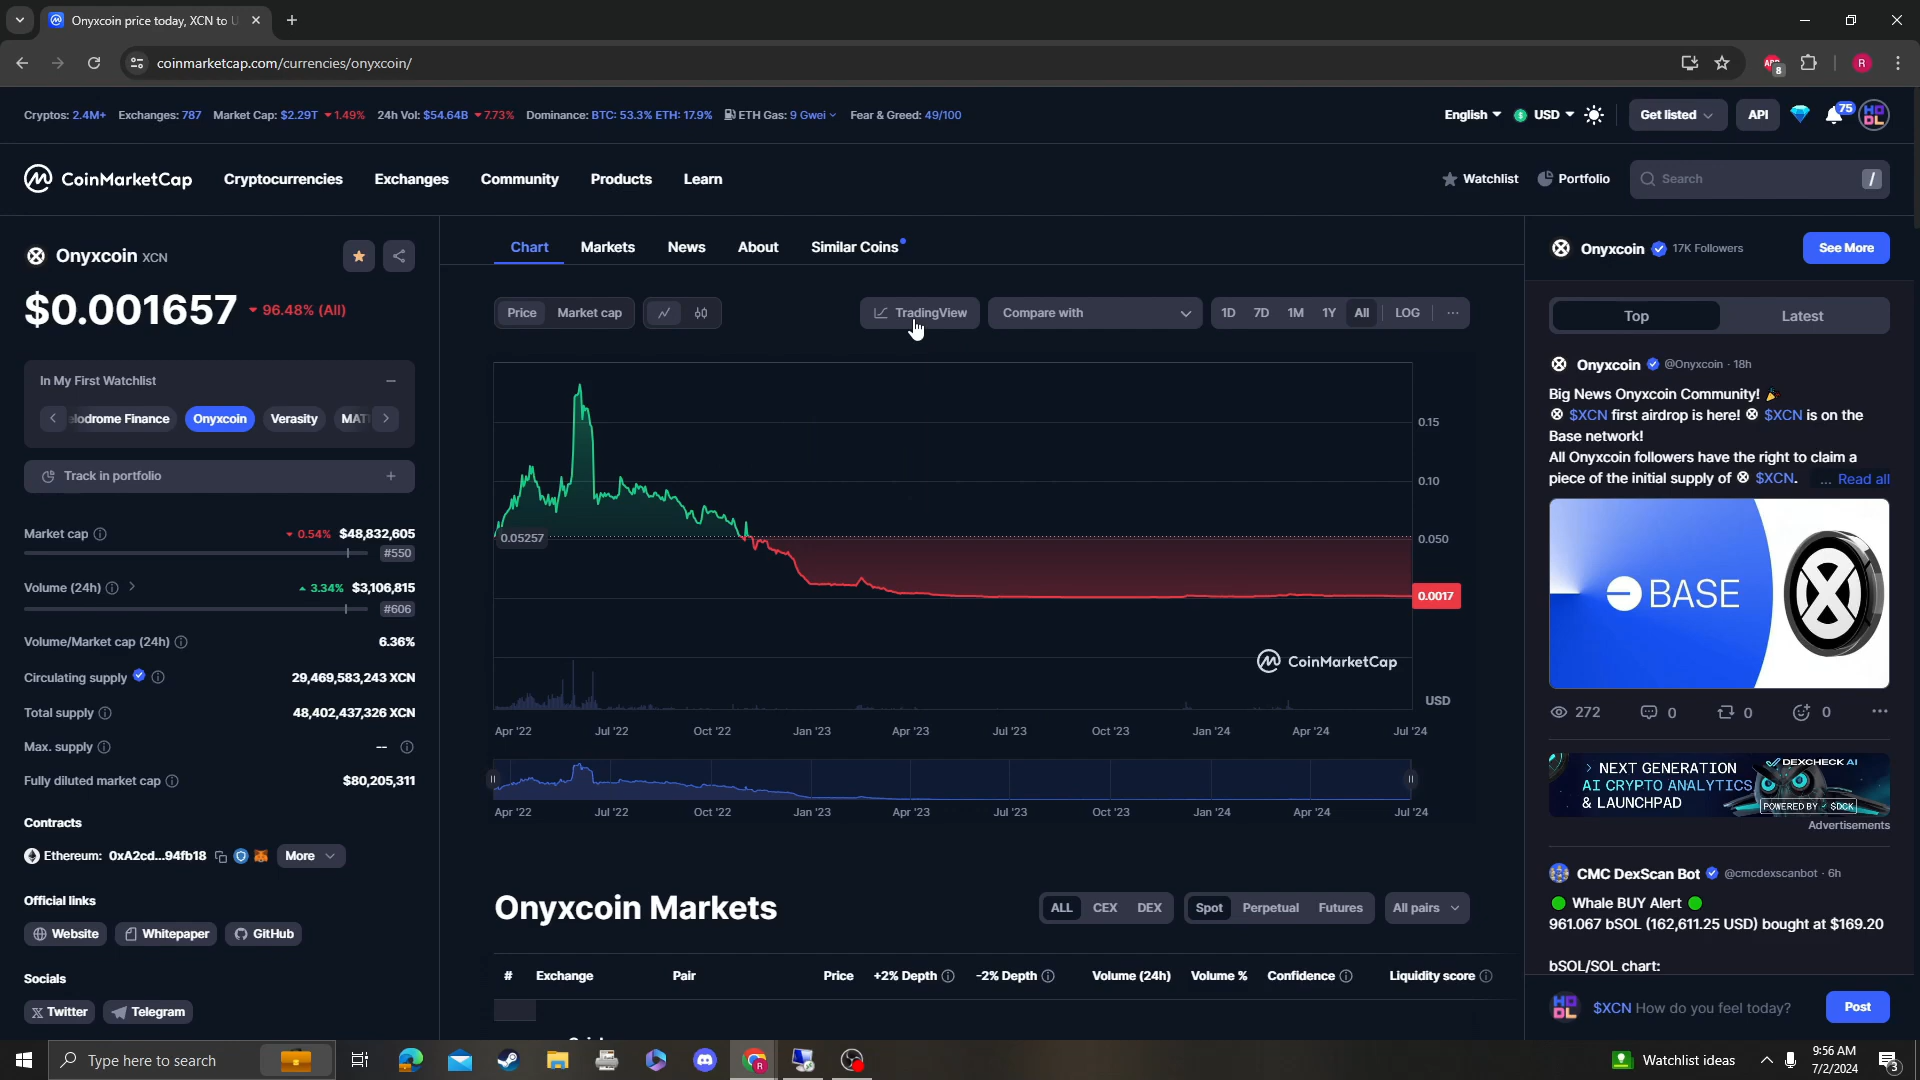 Onyxcoin price today, XCN to U
coinmarketcap.com/currencies/onyxcoin/
8
R
Cryptos: 2.4M+ Exchanges: 787 Market Cap: $2.29T 1.49% 24h Vol: $54.64B 7.73% Dominance: BTC: 53.3% ETH: 17.9% ETH Gas: 9 Gwei Fear & Greed: 49/100
English USD Get listed API 75
CoinMarketCap Cryptocurrencies Exchanges Community Products Learn
Watchlist Portfolio Search /
Onyxcoin XCN
$0.001657 96.48% (All)
In My First Watchlist
elodrome Finance Onyxcoin Verasity MAT
Track in portfolio
Market cap 0.54% $48,832,605
#550
Volume (24h) 3.34% $3,106,815
#606
Volume/Market cap (24h) 6.36%
Circulating supply 29,469,583,243 XCN
Total supply 48,402,437,326 XCN
Max. supply --
Fully diluted market cap $80,205,311
Contracts
Ethereum: 0xA2cd...94fb18 More
Official links
Website Whitepaper GitHub
Socials
Twitter Telegram
Chart Markets News About Similar Coins
Price Market cap TradingView Compare with 1D 7D 1M 1Y All LOG ...
0.15
0.10
0.05257
0.050
0.0017
CoinMarketCap
USD
Apr '22 Jul '22 Oct '22 Jan '23 Apr '23 Jul '23 Oct '23 Jan '24 Apr '24 Jul '24
Apr '22 Jul '22 Oct '22 Jan '23 Apr '23 Jul '23 Oct '23 Jan '24 Apr '24 Jul '24
Onyxcoin Markets ALL CEX DEX Spot Perpetual Futures All pairs
# Exchange Pair Price +2% Depth -2% Depth Volume (24h) Volume % Confidence Liquidity score
Onyxcoin 17K Followers See More
Top Latest
Onyxcoin @Onyxcoin · 18h
Big News Onyxcoin Community!
$XCN first airdrop is here! $XCN is on the
Base network!
All Onyxcoin followers have the right to claim a
piece of the initial supply of $XCN. ... Read all
BASE
272 0 0 0
> NEXT GENERATION
AI CRYPTO ANALYTICS
& LAUNCHPAD
DEXCHECK AI
POWERED BY $DCK
Advertisements
CMC DexScan Bot @cmcdexscanbot · 6h
Whale BUY Alert
961.067 bSOL (162,611.25 USD) bought at $169.20
bSOL/SOL chart:
HODL $XCN How do you feel today? Post
Type here to search
Watchlist ideas
9:56 AM
7/2/2024
3